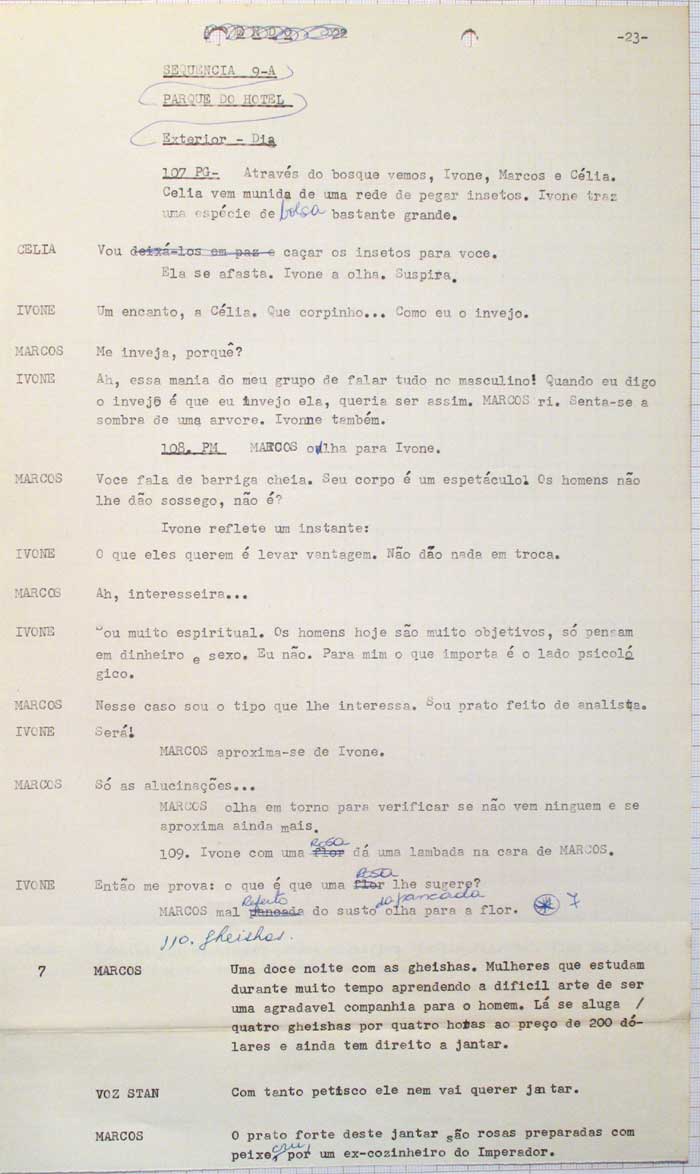 22
-23-
SEQUENCIA 9-A
PARQUE DO HOTEL
Exterior - Dia
107 PG- Através do bosque vemos, Ivone, Marcos e Célia.
Celia vem munida de uma rede de pegar insetos. Ivone traz
uma espécie de bolsa bastante grande.
CELIA Vou deixá-los em paz e caçar os insetos para voce.
Ela se afasta. Ivone a olha. Suspira.
IVONE Um encanto, a Célia. Que corpinho... Como eu o invejo.
MARCOS Me inveja, porquê?
IVONE Ah, essa mania do meu grupo de falar tudo no masculino! Quando eu digo
o invejo é que eu invejo ela, queria ser assim. MARCOS ri. Senta-se a
sombra de uma arvore. Ivonne também.
108. PM MARCOS olha para Ivone.
MARCOS Voce fala de barriga cheia. Seu corpo é um espetáculo! Os homens não
lhe dão sossego, não é?
Ivone reflete um instante:
IVONE O que eles querem é levar vantagem. Não dão nada em troca.
MARCOS Ah, interesseira...
IVONE Sou muito espiritual. Os homens hoje são muito objetivos, só pensam
em dinheiro e sexo. Eu não. Para mim o que importa é o lado psicoló
gico.
MARCOS Nesse caso sou o tipo que lhe interessa. Sou prato feito de analista.
IVONE Será!
MARCOS aproxima-se de Ivone.
MARCOS Só as alucinações...
MARCOS olha em torno para verificar se não vem ninguem e se
aproxima ainda mais.
rosa
109. Ivone com uma flor dá uma lambada na cara de MARCOS.
rosa
IVONE Então me prova: o que é que uma flor lhe sugere?
Refeito da pancada
MARCOS mal pancada do susto olha para a flor. 7
110. gheishas.
7 MARCOS Uma doce noite com as gheishas. Mulheres que estudam
durante muito tempo aprendendo a dificil arte de ser
uma agradavel companhia para o homem. Lá se aluga /
quatro gheishas por quatro horas ao preço de 200 dó-
lares e ainda tem direito a jantar.
VOZ STAN Com tanto petisco ele nem vai querer jantar.
MARCOS O prato forte deste jantar são rosas preparadas com
cru,
peixe, por um ex-cozinheiro do Imperador.